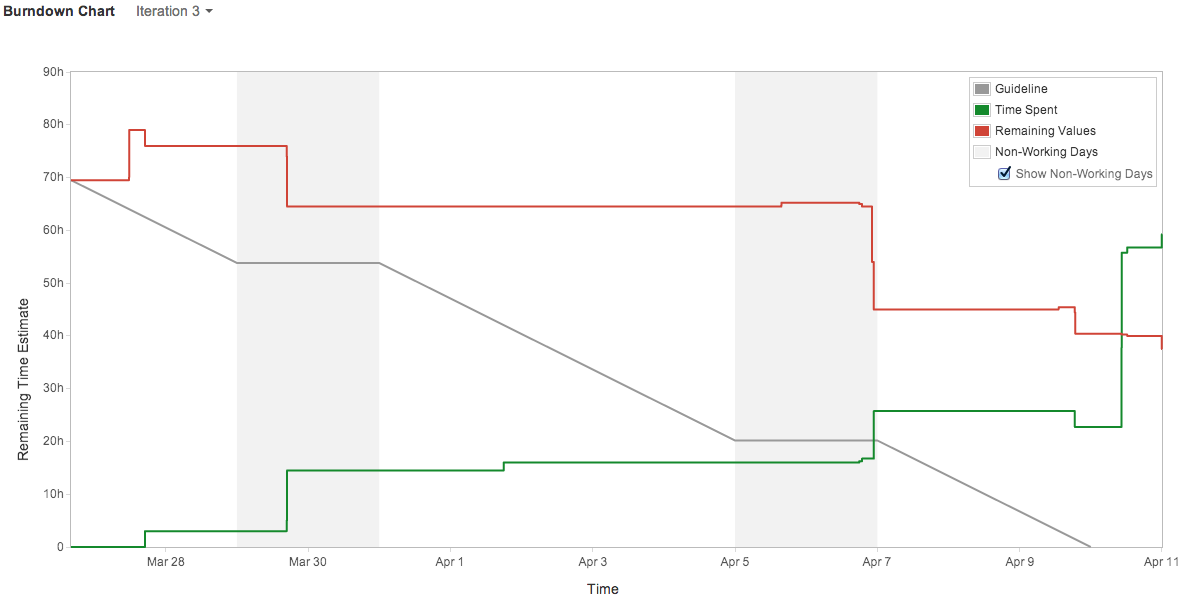 Burndown Chart Iteration 3
90h
80h
70h
60h
50h
40h
30h
20h
10h
0
Remaining Time Estimate
Guideline
Time Spent
Remaining Values
Non-Working Days
Show Non-Working Days
Mar 28 Mar 30 Apr 1 Apr 3 Apr 5 Apr 7 Apr 9 Apr 11
Time